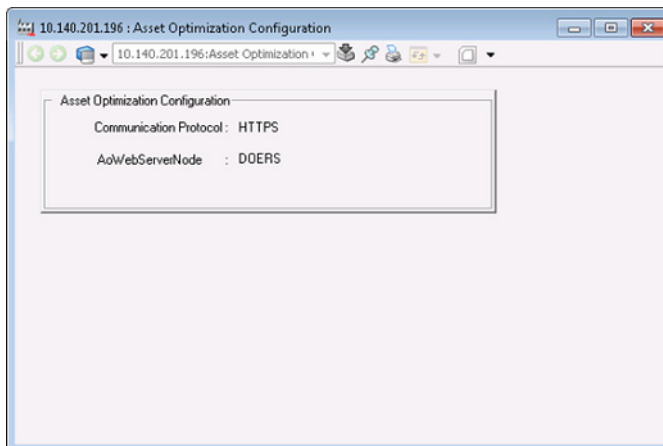 10.140.201.196 : Asset Optimization Configuration
10.140.201.196:Asset Optimization
Asset Optimization Configuration
Communication Protocol : HTTPS
AoWebServerNode : DOERS